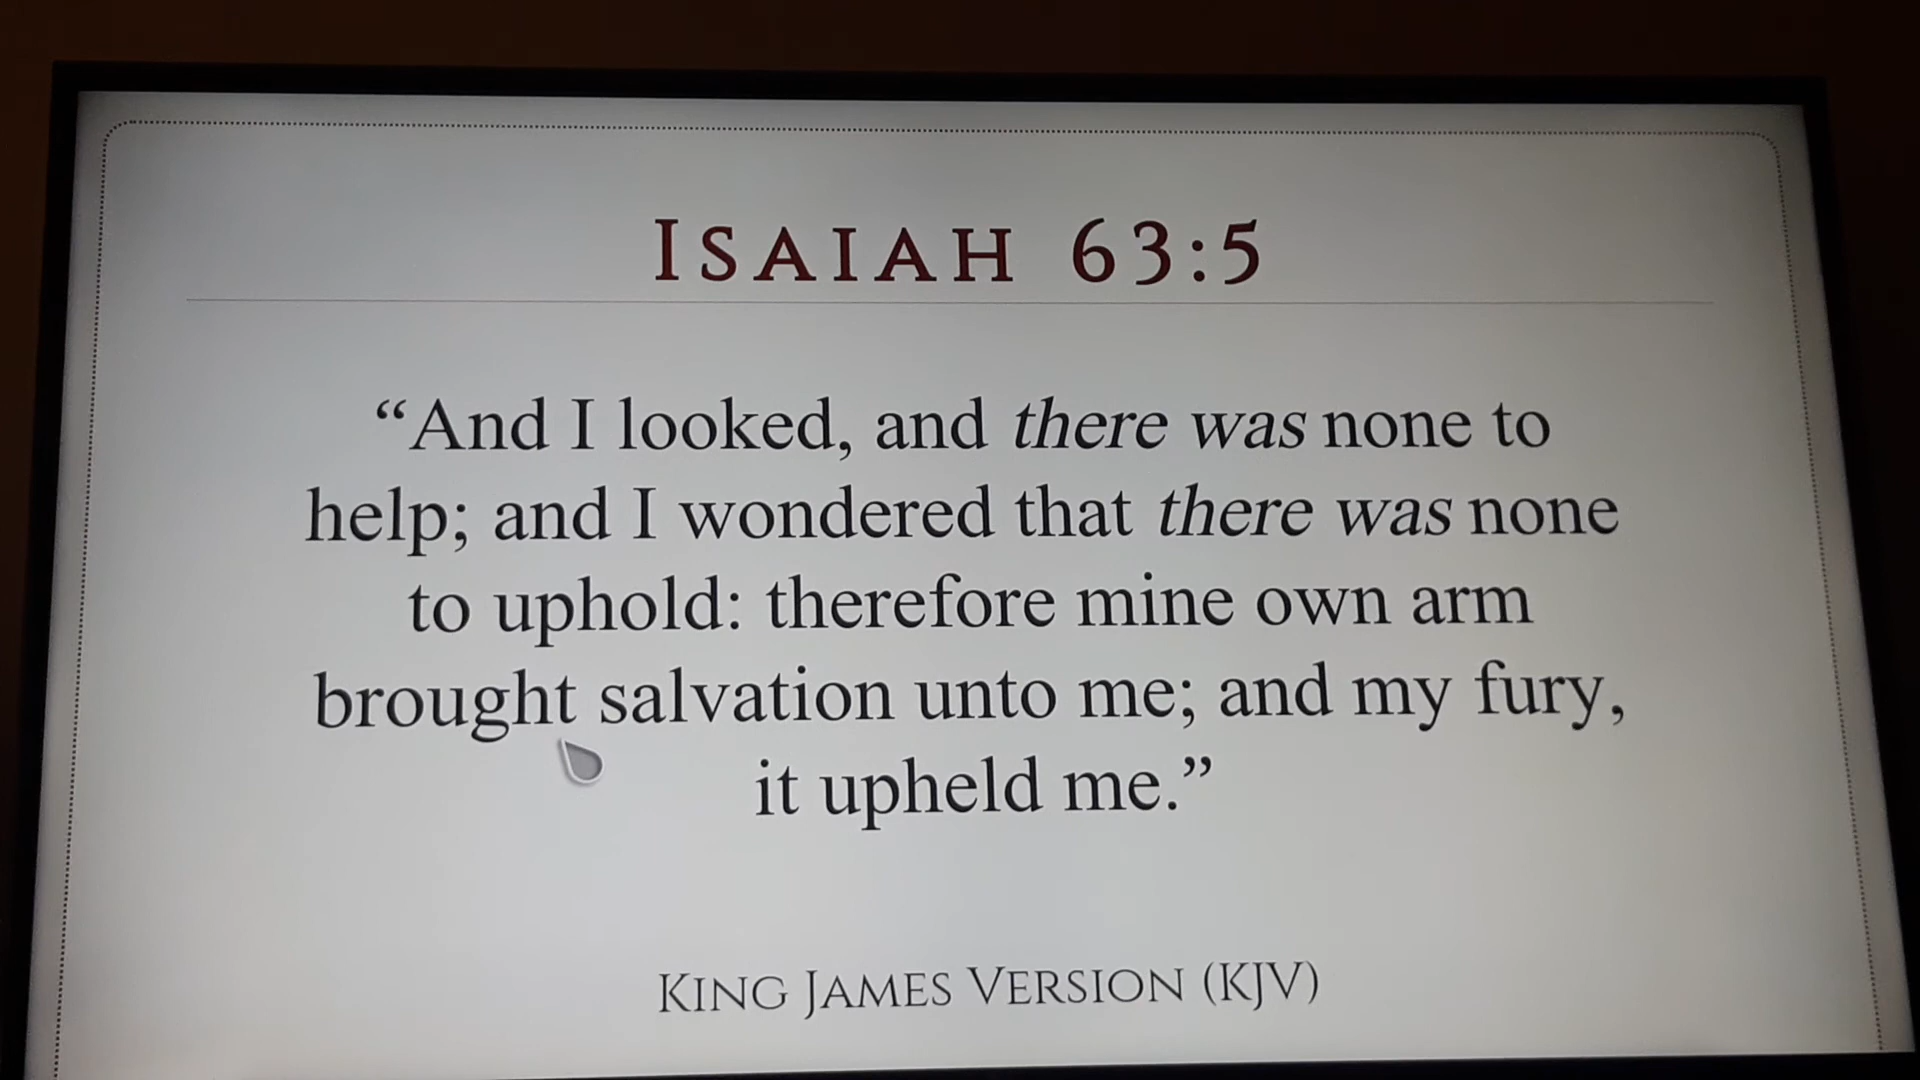 ISAIAH 63:5
“And I looked, and there was none to
help; and I wondered that there was none
to uphold: therefore mine own arm
brought salvation unto me; and my fury,
it upheld me.”
KING JAMES VERSION (KJV)